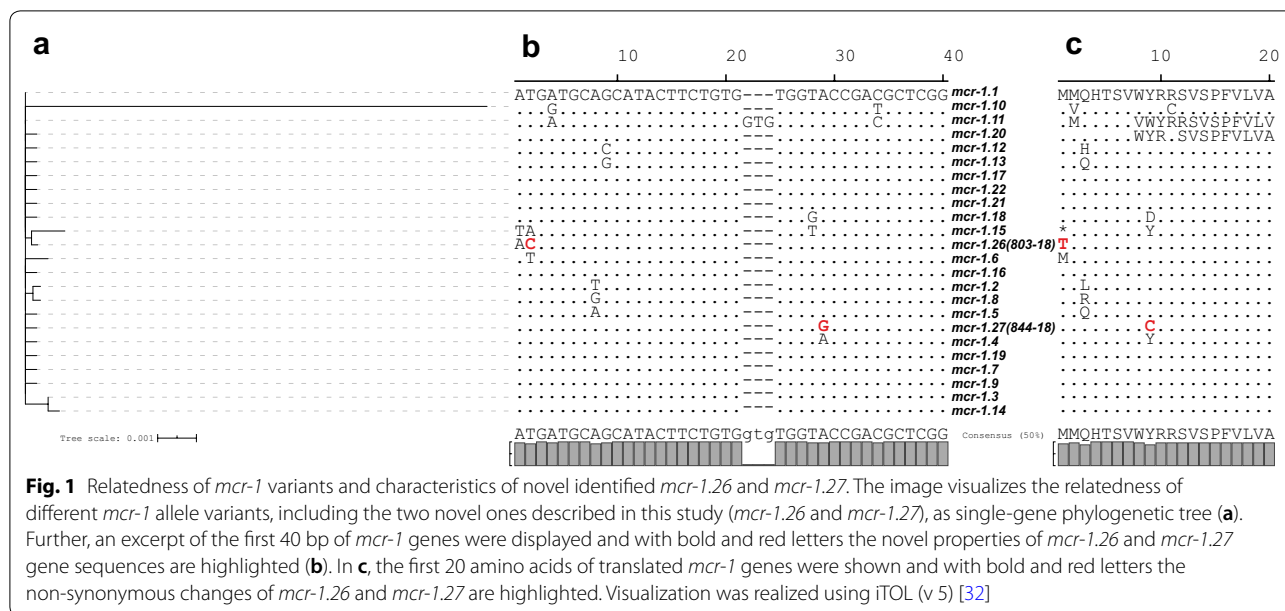 a
b
c
10 20 30 40
10 20
ATGATGCAGCATACTTCTGTG---TGGTACCGACGCTCGG mcr-1.1 MMQHTSVWYRRSVSPFVLVA
...G.................---.........T...... mcr-1.10 .V........C.........
...A.................GTG.........C...... mcr-1.11 .M.....VWYRRSVSPFVLV
.....................---................ mcr-1.20 .......WYR.SVSPFVLVA
........C............---................ mcr-1.12 ..H.................
........G............---................ mcr-1.13 ..Q.................
.....................---................ mcr-1.17 ....................
.....................---................ mcr-1.22 ....................
.....................---................ mcr-1.21 ....................
.....................---...G............ mcr-1.18 ........D...........
TA...................---...T............ mcr-1.15 *.......Y...........
AC...................---................ mcr-1.26(803-18) T...................
.T...................---................ mcr-1.6 M...................
.....................---................ mcr-1.16 ....................
.......T.............---................ mcr-1.2 ..L.................
.......G.............---................ mcr-1.8 ..R.................
.......A.............---................ mcr-1.5 ..Q.................
.....................---....G........... mcr-1.27(844-18) ........C...........
.....................---....A........... mcr-1.4 ........Y...........
.....................---................ mcr-1.19 ....................
.....................---................ mcr-1.7 ....................
.....................---................ mcr-1.9 ....................
.....................---................ mcr-1.3 ....................
.....................---................ mcr-1.14 ....................
Tree scale: 0.001
ATGATGCAGCATACTTCTGTGgtgTGGTACCGACGCTCGG Consensus (50%) MMQHTSVWYRRSVSPFVLVA
Fig. 1 Relatedness of mcr-1 variants and characteristics of novel identified mcr-1.26 and mcr-1.27. The image visualizes the relatedness of
different mcr-1 allele variants, including the two novel ones described in this study (mcr-1.26 and mcr-1.27), as single-gene phylogenetic tree (a).
Further, an excerpt of the first 40 bp of mcr-1 genes were displayed and with bold and red letters the novel properties of mcr-1.26 and mcr-1.27
gene sequences are highlighted (b). In c, the first 20 amino acids of translated mcr-1 genes were shown and with bold and red letters the
non-synonymous changes of mcr-1.26 and mcr-1.27 are highlighted. Visualization was realized using iTOL (v 5) [32]